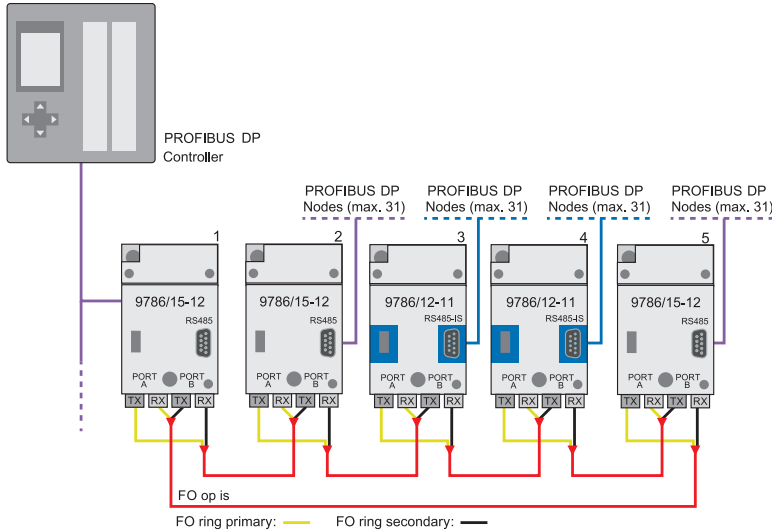 PROFIBUS DP
Controller
PROFIBUS DP
Nodes (max. 31)
PROFIBUS DP
Nodes (max. 31)
PROFIBUS DP
Nodes (max. 31)
PROFIBUS DP
Nodes (max. 31)
1
2
3
4
5
9786/15-12
9786/15-12
9786/12-11
9786/12-11
9786/15-12
RS485
RS485
RS485-IS
RS485-IS
RS485
PORT A
PORT B
PORT A
PORT B
PORT A
PORT B
PORT A
PORT B
PORT A
PORT B
TX RX TX RX
TX RX TX RX
TX RX TX RX
TX RX TX RX
TX RX TX RX
FO op is
FO ring primary:
FO ring secondary: